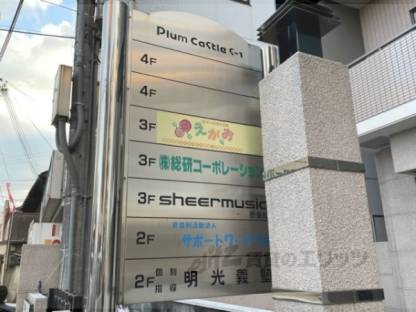 Plum Castle S-1
4F
4F
3F えがみ
3F ㈱総研コーポレーション
3F sheermusic
2F サポートワーク
2F 個別指導 明光義塾